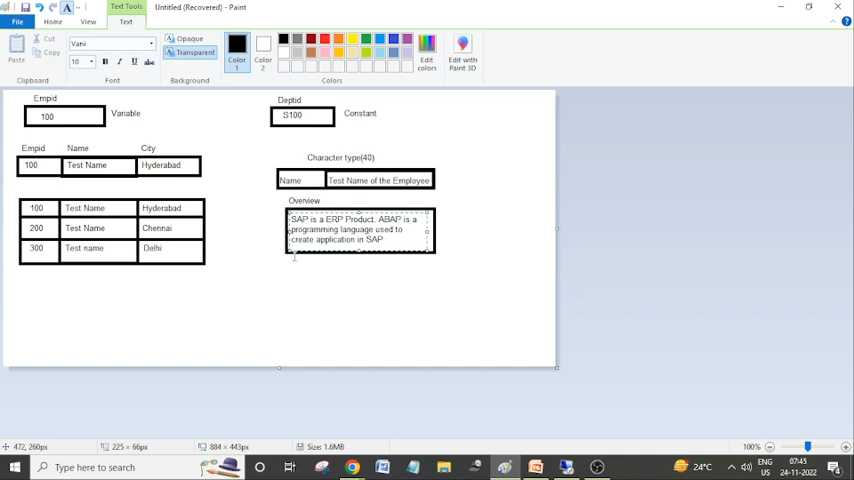 Text Tools
Untitled (Recovered) - Paint
File
Home
View
Text
Paste
Cut
Copy
Clipboard
Vani
10
B I U abc
Font
Opaque
Transparent
Background
Color 1
Color 2
Colors
Edit colors
Edit with Paint 3D
Empid
100
Variable
Deptid
S100
Constant
Empid Name City
100 Test Name Hyderabad
Character type(40)
Name Test Name of the Employee
100 Test Name Hyderabad
200 Test Name Chennai
300 Test name Delhi
Overview
SAP is a ERP Product. ABAP is a
programming language used to
create application in SAP
472, 260px
225 × 66px
884 × 443px
Size: 1.6MB
100%
Type here to search
24°C
ENG
US
07:45
24-11-2022
4